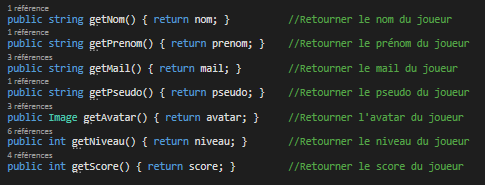 1 référence
public string getNom() { return nom; } //Retourner le nom du joueur
1 référence
public string getPrenom() { return prenom; } //Retourner le prénom du joueur
3 références
public string getMail() { return mail; } //Retourner le mail du joueur
1 référence
public string getPseudo() { return pseudo; } //Retourner le pseudo du joueur
3 références
public Image getAvatar() { return avatar; } //Retourner l'avatar du joueur
6 références
public int getNiveau() { return niveau; } //Retourner le niveau du joueur
4 références
public int getScore() { return score; } //Retourner le score du joueur